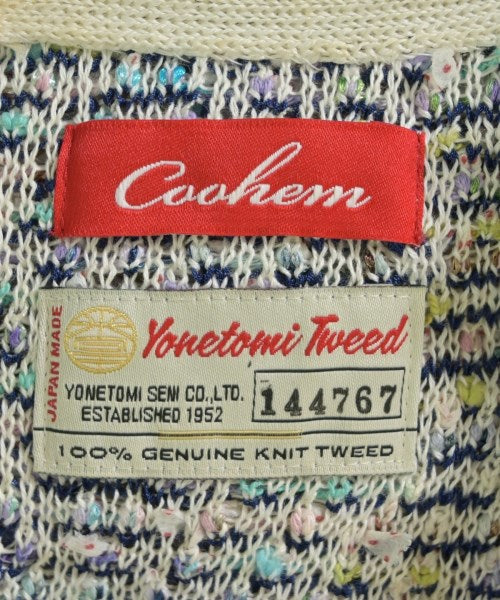 Coohem
JAPAN MADE
Yonetomi Tweed
YONETOMI SENI CO.,LTD.
ESTABLISHED 1952
144767
100% GENUINE KNIT TWEED